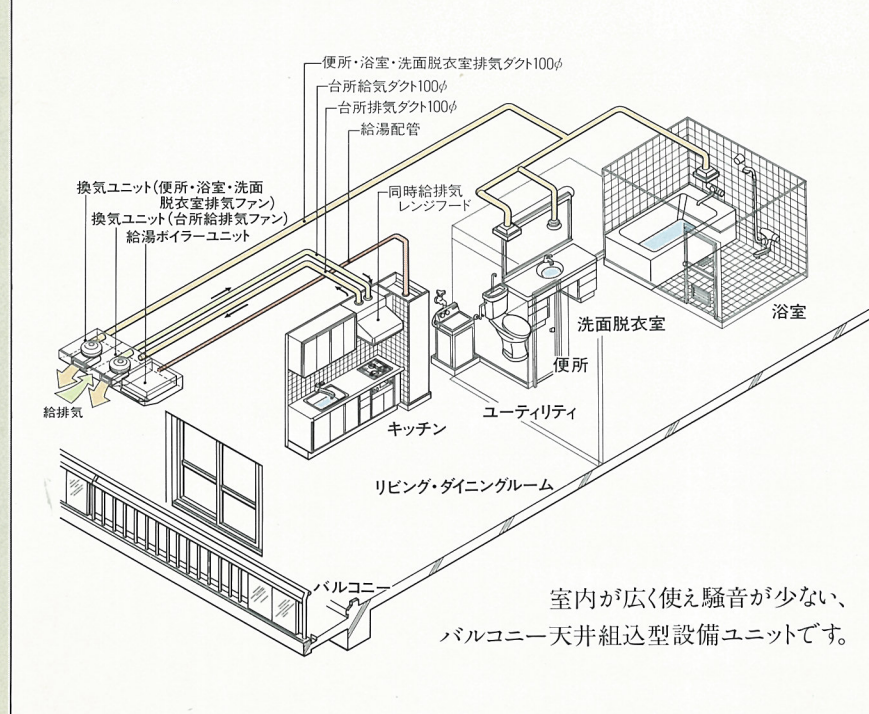 便所・浴室・洗面脱衣室排気ダクト100φ
台所給気ダクト100φ
台所排気ダクト100φ
給湯配管
換気ユニット(便所・浴室・洗面
脱衣室排気ファン)
換気ユニット(台所給排気ファン)
給湯ボイラーユニット
同時給排気
レンジフード
浴室
洗面脱衣室
便所
ユーティリティ
キッチン
給排気
リビング・ダイニングルーム
バルコニー
室内が広く使え騒音が少ない、
バルコニー天井組込型設備ユニットです。